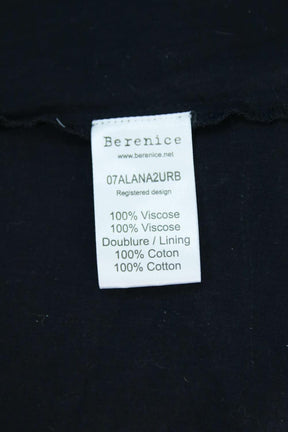 Berenice
www.berenice.net
07ALANA2URB
Registered design
100% Viscose
100% Viscose
Doublure / Lining
100% Coton
100% Cotton